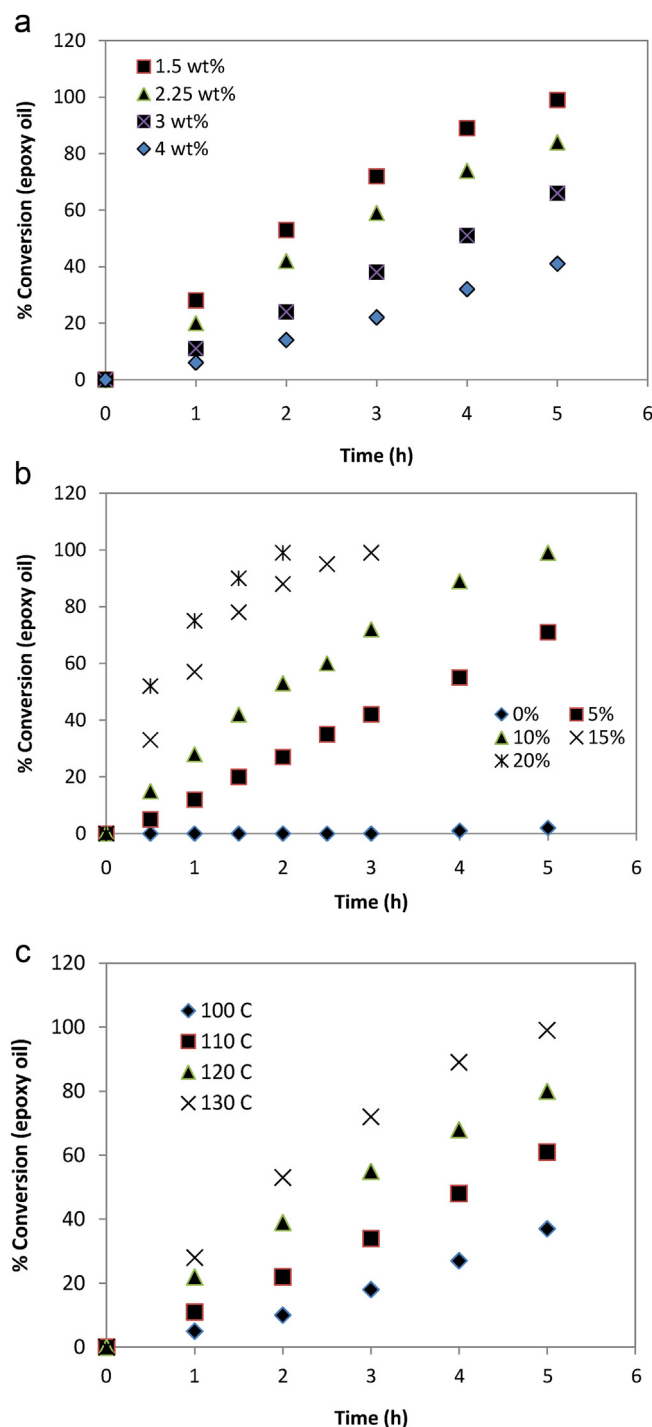 a
120
100
80
60
40
20
0
% Conversion (epoxy oil)
1.5 wt%
2.25 wt%
3 wt%
4 wt%
0 1 2 3 4 5 6
Time (h)
b
120
100
80
60
40
20
0
% Conversion (epoxy oil)
0% 5%
10% 15%
20%
0 1 2 3 4 5 6
Time (h)
c
120
100
80
60
40
20
0
% Conversion (epoxy oil)
100 C
110 C
120 C
130 C
0 1 2 3 4 5 6
Time (h)